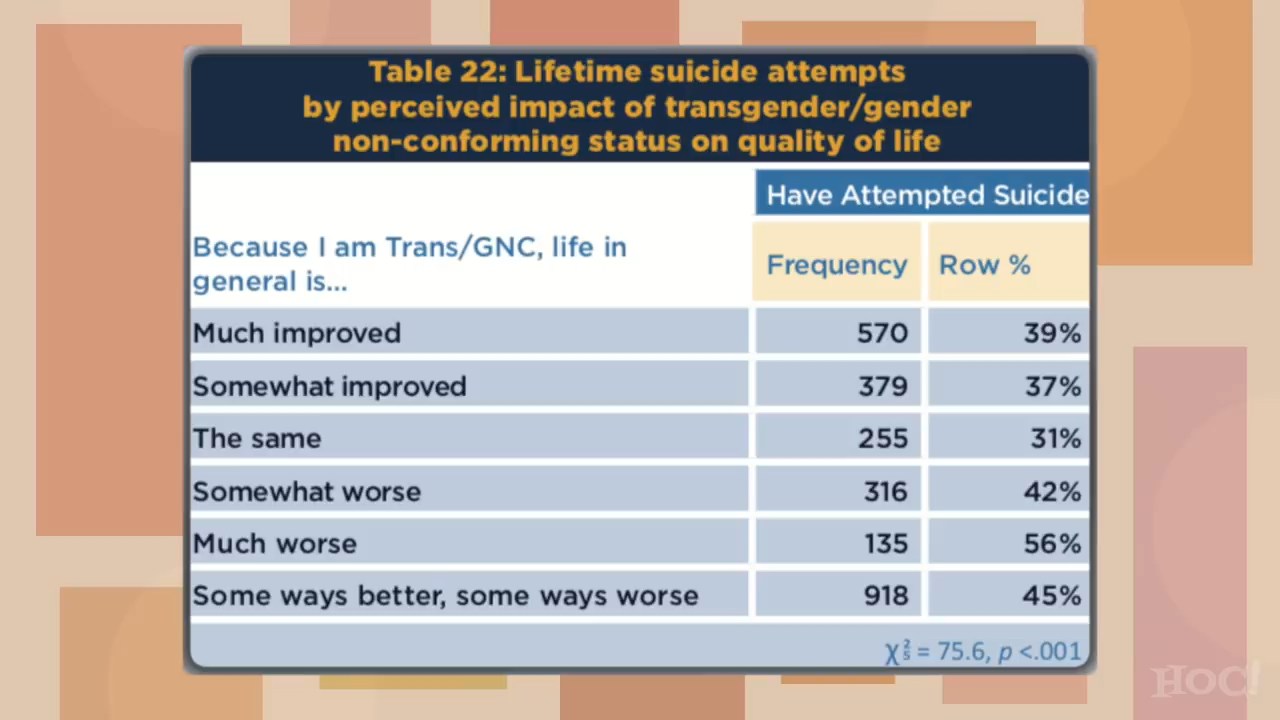 Table 22: Lifetime suicide attempts
by perceived impact of transgender/gender
non-conforming status on quality of life
Have Attempted Suicide
Because I am Trans/GNC, life in
general is...
Frequency Row %
Much improved 570 39%
Somewhat improved 379 37%
The same 255 31%
Somewhat worse 316 42%
Much worse 135 56%
Some ways better, some ways worse 918 45%
χ²₅ = 75.6, p <.001
HOC!